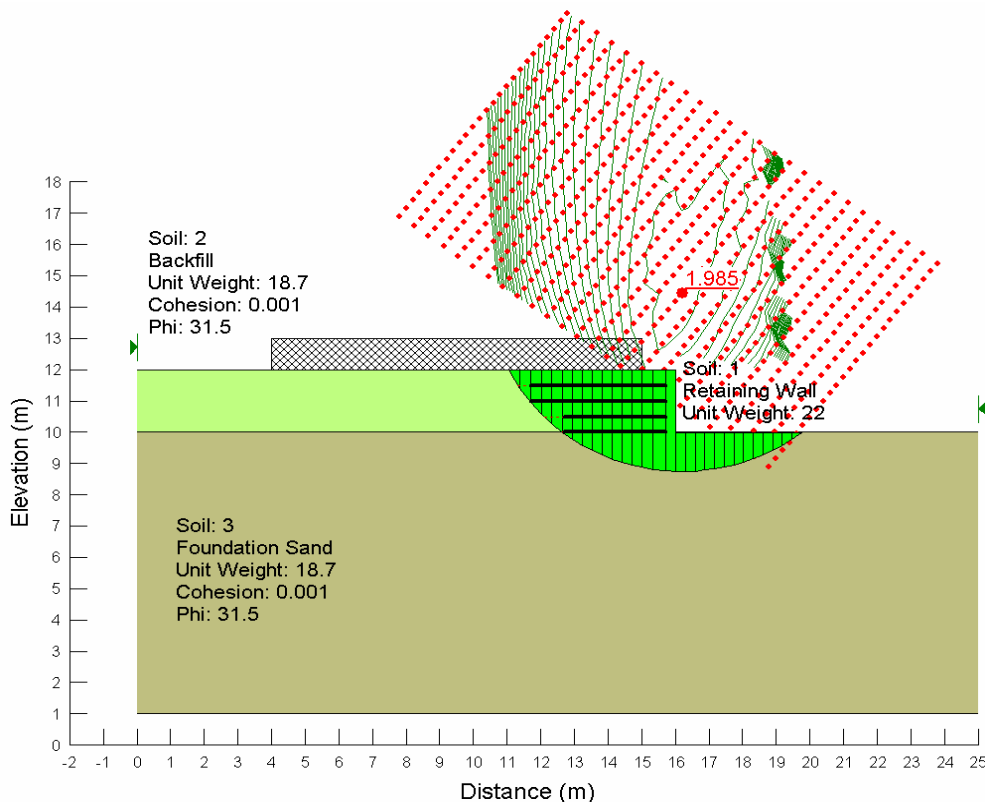 1.985
Soil: 2
Backfill
Unit Weight: 18.7
Cohesion: 0.001
Phi: 31.5
Soil: 1
Retaining Wall
Unit Weight: 22
Soil: 3
Foundation Sand
Unit Weight: 18.7
Cohesion: 0.001
Phi: 31.5
Elevation (m)
18
17
16
15
14
13
12
11
10
9
8
7
6
5
4
3
2
1
0
-2 -1 0 1 2 3 4 5 6 7 8 9 10 11 12 13 14 15 16 17 18 19 20 21 22 23 24 25
Distance (m)